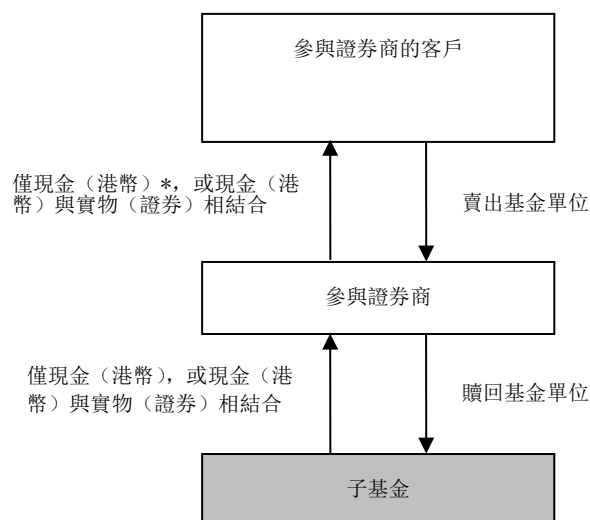 參與證券商的客戶
僅現金（港幣）*，或現金（港
幣）與實物（證券）相結合
賣出基金單位
參與證券商
僅現金（港幣），或現金（港
幣）與實物（證券）相結合
贖回基金單位
子基金